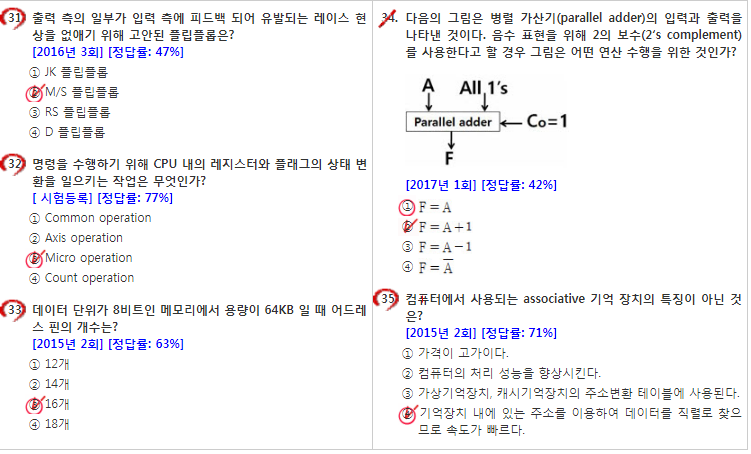 31. 출력 측의 일부가 입력 측에 피드백 되어 유발되는 레이스 현
상을 없애기 위해 고안된 플립플롭은?
[2016년 3회] [정답률: 47%]
① JK 플립플롭
② M/S 플립플롭
③ RS 플립플롭
④ D 플립플롭
32. 명령을 수행하기 위해 CPU 내의 레지스터와 플래그의 상태 변
환을 일으키는 작업은 무엇인가?
[ 시험등록] [정답률: 77%]
① Common operation
② Axis operation
③ Micro operation
④ Count operation
33. 데이터 단위가 8비트인 메모리에서 용량이 64KB 일 때 어드레
스 핀의 개수는?
[2015년 2회] [정답률: 63%]
① 12개
② 14개
③ 16개
④ 18개
34. 다음의 그림은 병렬 가산기(parallel adder)의 입력과 출력을
나타낸 것이다. 음수 표현을 위해 2의 보수(2's complement)
를 사용한다고 할 경우 그림은 어떤 연산 수행을 위한 것인가?
A All 1's
Parallel adder Co=1
F
[2017년 1회] [정답률: 42%]
① F = A
② F = A+1
③ F = A−1
④ F = A̅
35. 컴퓨터에서 사용되는 associative 기억 장치의 특징이 아닌 것
은?
[2015년 2회] [정답률: 71%]
① 가격이 고가이다.
② 컴퓨터의 처리 성능을 향상시킨다.
③ 가상기억장치, 캐시기억장치의 주소변환 테이블에 사용된다.
④ 기억장치 내에 있는 주소를 이용하여 데이터를 직렬로 찾으
므로 속도가 빠르다.